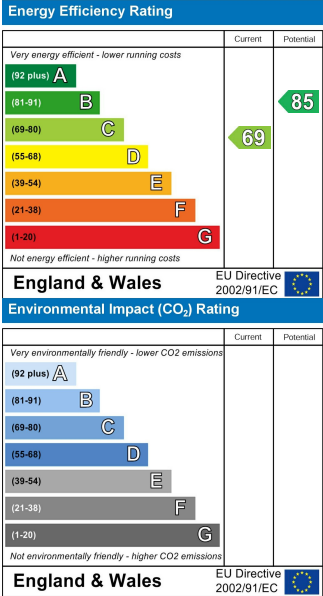 Energy Efficiency Rating
Current Potential
Very energy efficient - lower running costs
(92 plus) A
(81-91) B 85
(69-80) C 69
(55-68) D
(39-54) E
(21-38) F
(1-20) G
Not energy efficient - higher running costs
England & Wales EU Directive 2002/91/EC
Environmental Impact (CO₂) Rating
Current Potential
Very environmentally friendly - lower CO2 emissions
(92 plus) A
(81-91) B
(69-80) C
(55-68) D
(39-54) E
(21-38) F
(1-20) G
Not environmentally friendly - higher CO2 emissions
England & Wales EU Directive 2002/91/EC